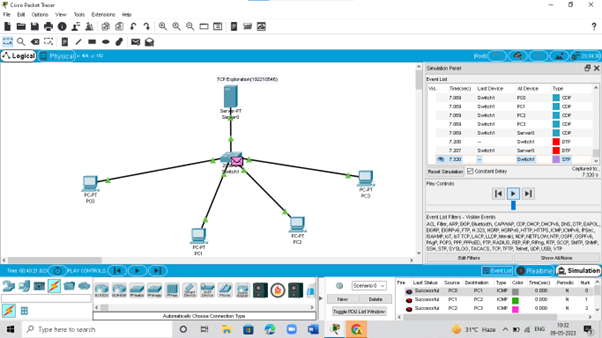 Cisco Packet Tracer
File Edit Options View Tools Extensions Help
Logical Physical x: 406, y: 192
TCP Exploration(192210546)
Server-PT
Server0
Switch1
PC-PT
PC0
PC-PT
PC1
PC-PT
PC2
PC-PT
PC3
Simulation Panel
Event List
Vis. Time(sec) Last Device At Device Type
7.069 Switch1 PC0 CDP
7.069 Switch1 PC1 CDP
7.069 Switch1 PC2 CDP
7.069 Switch1 PC3 CDP
7.069 Switch1 Server0 CDP
7.206 -- Switch1 DTP
7.207 Switch1 Server0 DTP
7.320 -- Switch1 STP
Reset Simulation Constant Delay Captured to:
7.320 s
Play Controls
Event List Filters - Visible Events
ACL Filter, ARP, BGP, Bluetooth, CAPWAP, CDP, DHCP, DHCPv6, DNS, DTP, EAPOL,
EIGRP, EIGRPv6, FTP, H.323, HSRP, HSRPv6, HTTP, HTTPS, ICMP, ICMPv6, IPSec,
ISAKMP, IoT, IoT TCP, LACP, LLDP, Meraki, NDP, NETFLOW, NTP, OSPF, OSPFv6,
PAgP, POP3, PPP, PPPoED, PTP, RADIUS, REP, RIP, RIPng, RTP, SCCP, SMTP, SNMP,
SSH, STP, SYSLOG, TACACS, TCP, TFTP, Telnet, UDP, USB, VTP
Edit Filters Show All/None
Time: 00:40:21.623 PLAY CONTROLS
Event List Realtime Simulation
Scenario 0
New Delete
Toggle PDU List Window
Automatically Choose Connection Type
Fire Last Status Source Destination Type Color Time(sec) Periodic Num
Successful PC0 PC1 ICMP 0.000 N 0
Successful PC1 PC2 ICMP 0.000 N 1
Successful PC2 PC3 ICMP 0.000 N 2
Type here to search
31°C Haze
ENG
10:32
09-05-2023